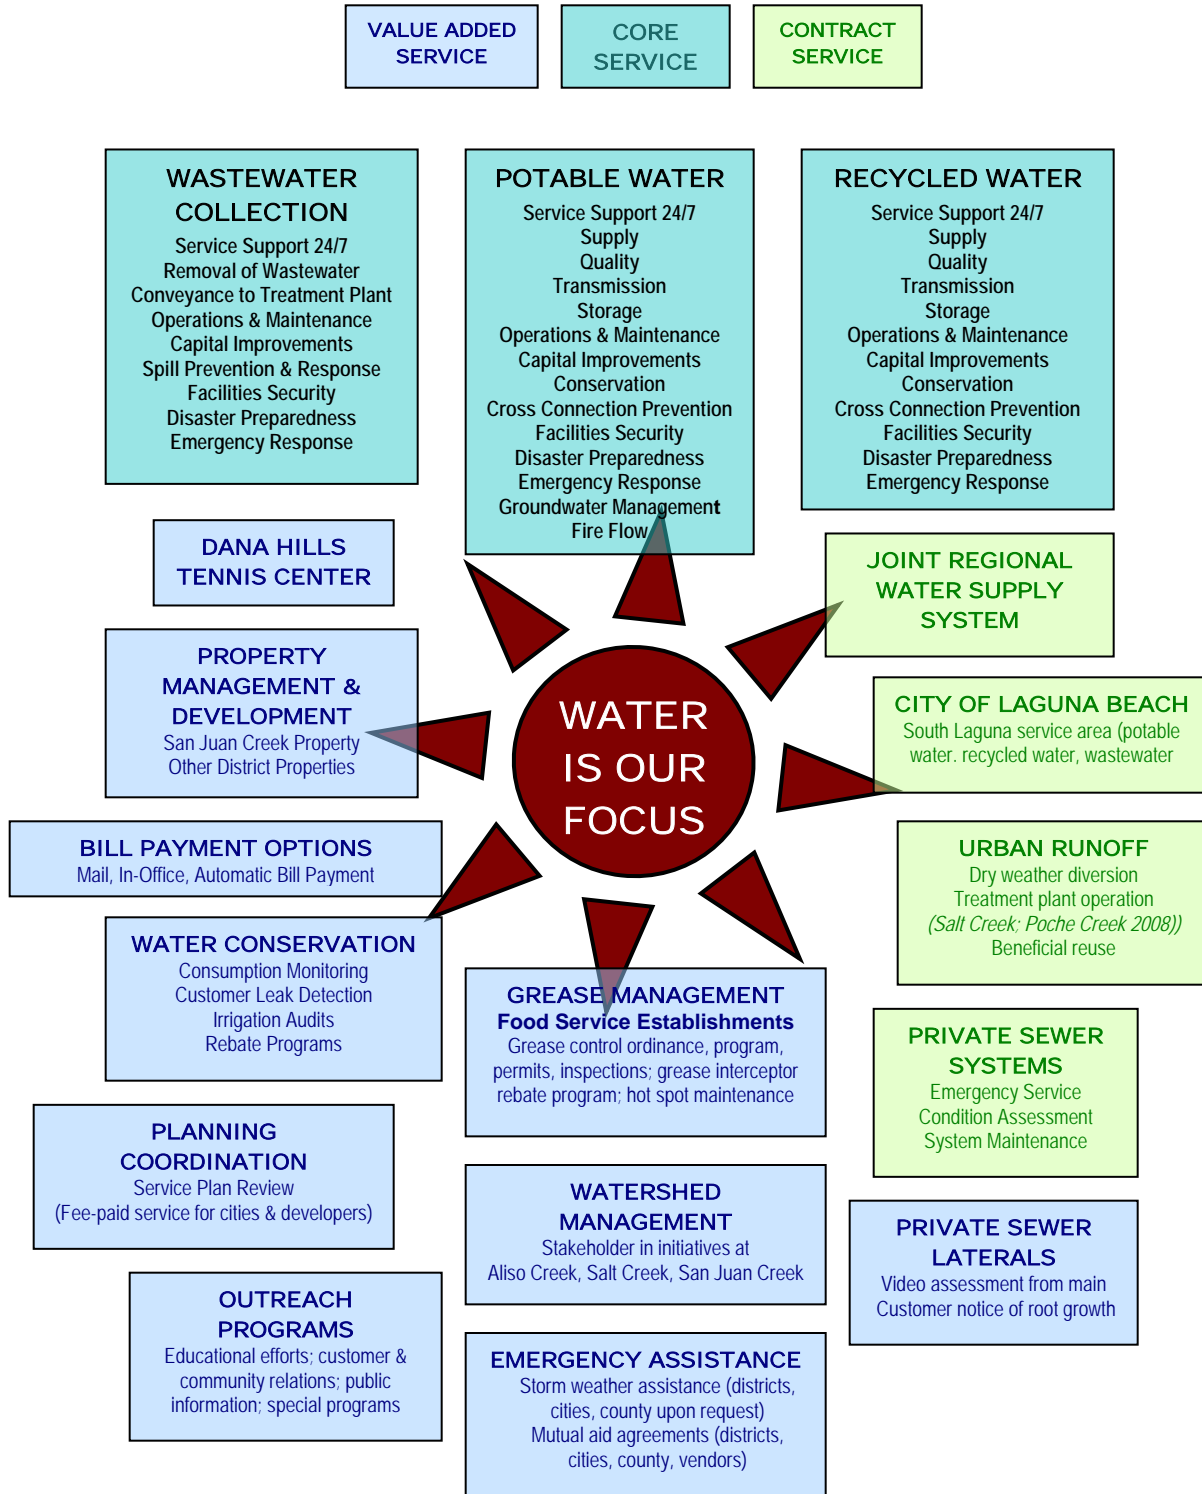 VALUE ADDED
SERVICE
CORE
SERVICE
CONTRACT
SERVICE
WASTEWATER
COLLECTION
Service Support 24/7
Removal of Wastewater
Conveyance to Treatment Plant
Operations & Maintenance
Capital Improvements
Spill Prevention & Response
Facilities Security
Disaster Preparedness
Emergency Response
POTABLE WATER
Service Support 24/7
Supply
Quality
Transmission
Storage
Operations & Maintenance
Capital Improvements
Conservation
Cross Connection Prevention
Facilities Security
Disaster Preparedness
Emergency Response
Groundwater Management
Fire Flow
RECYCLED WATER
Service Support 24/7
Supply
Quality
Transmission
Storage
Operations & Maintenance
Capital Improvements
Conservation
Cross Connection Prevention
Facilities Security
Disaster Preparedness
Emergency Response
DANA HILLS
TENNIS CENTER
PROPERTY
MANAGEMENT &
DEVELOPMENT
San Juan Creek Property
Other District Properties
BILL PAYMENT OPTIONS
Mail, In-Office, Automatic Bill Payment
WATER CONSERVATION
Consumption Monitoring
Customer Leak Detection
Irrigation Audits
Rebate Programs
PLANNING
COORDINATION
Service Plan Review
(Fee-paid service for cities & developers)
OUTREACH
PROGRAMS
Educational efforts; customer &
community relations; public
information; special programs
WATER
IS OUR
FOCUS
GREASE MANAGEMENT
Food Service Establishments
Grease control ordinance, program,
permits, inspections; grease interceptor
rebate program; hot spot maintenance
WATERSHED
MANAGEMENT
Stakeholder in initiatives at
Aliso Creek, Salt Creek, San Juan Creek
EMERGENCY ASSISTANCE
Storm weather assistance (districts,
cities, county upon request)
Mutual aid agreements (districts,
cities, county, vendors)
JOINT REGIONAL
WATER SUPPLY
SYSTEM
CITY OF LAGUNA BEACH
South Laguna service area (potable
water. recycled water, wastewater
URBAN RUNOFF
Dry weather diversion
Treatment plant operation
(Salt Creek; Poche Creek 2008))
Beneficial reuse
PRIVATE SEWER
SYSTEMS
Emergency Service
Condition Assessment
System Maintenance
PRIVATE SEWER
LATERALS
Video assessment from main
Customer notice of root growth